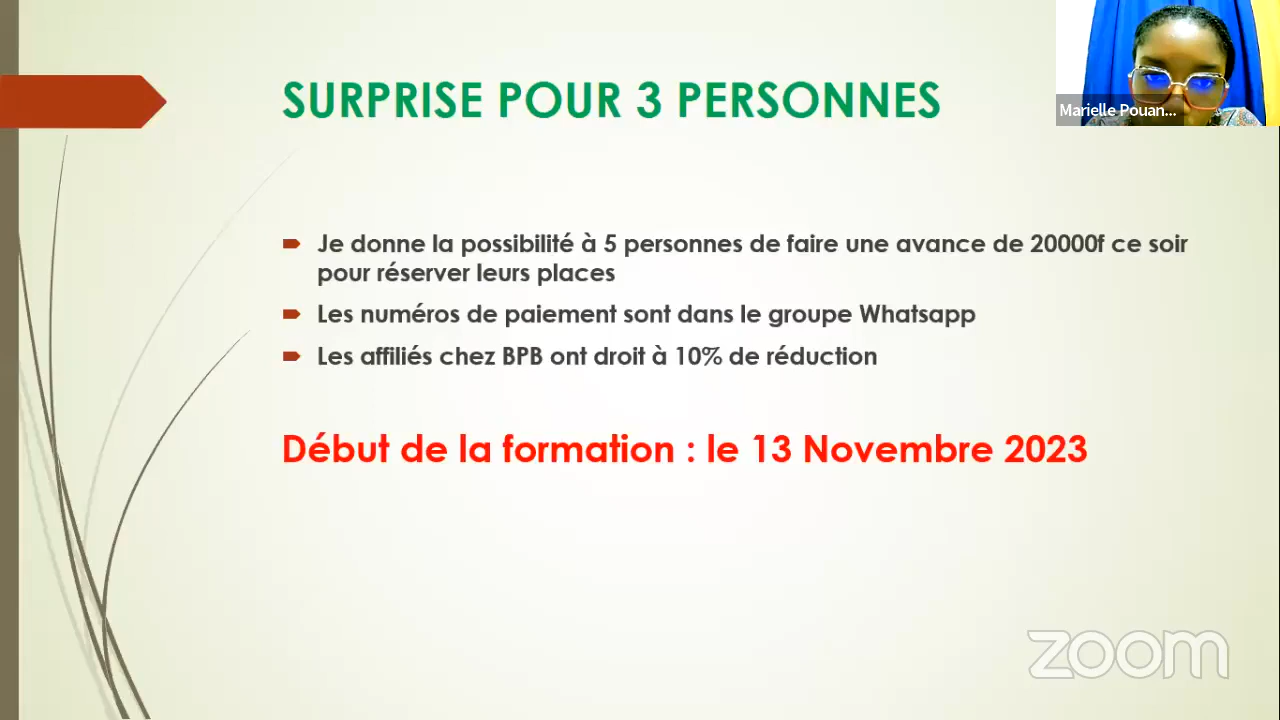 SURPRISE POUR 3 PERSONNES
Marielle Pouan...
Je donne la possibilité à 5 personnes de faire une avance de 20000f ce soir
pour réserver leurs places
Les numéros de paiement sont dans le groupe Whatsapp
Les affiliés chez BPB ont droit à 10% de réduction
Début de la formation : le 13 Novembre 2023
zoom